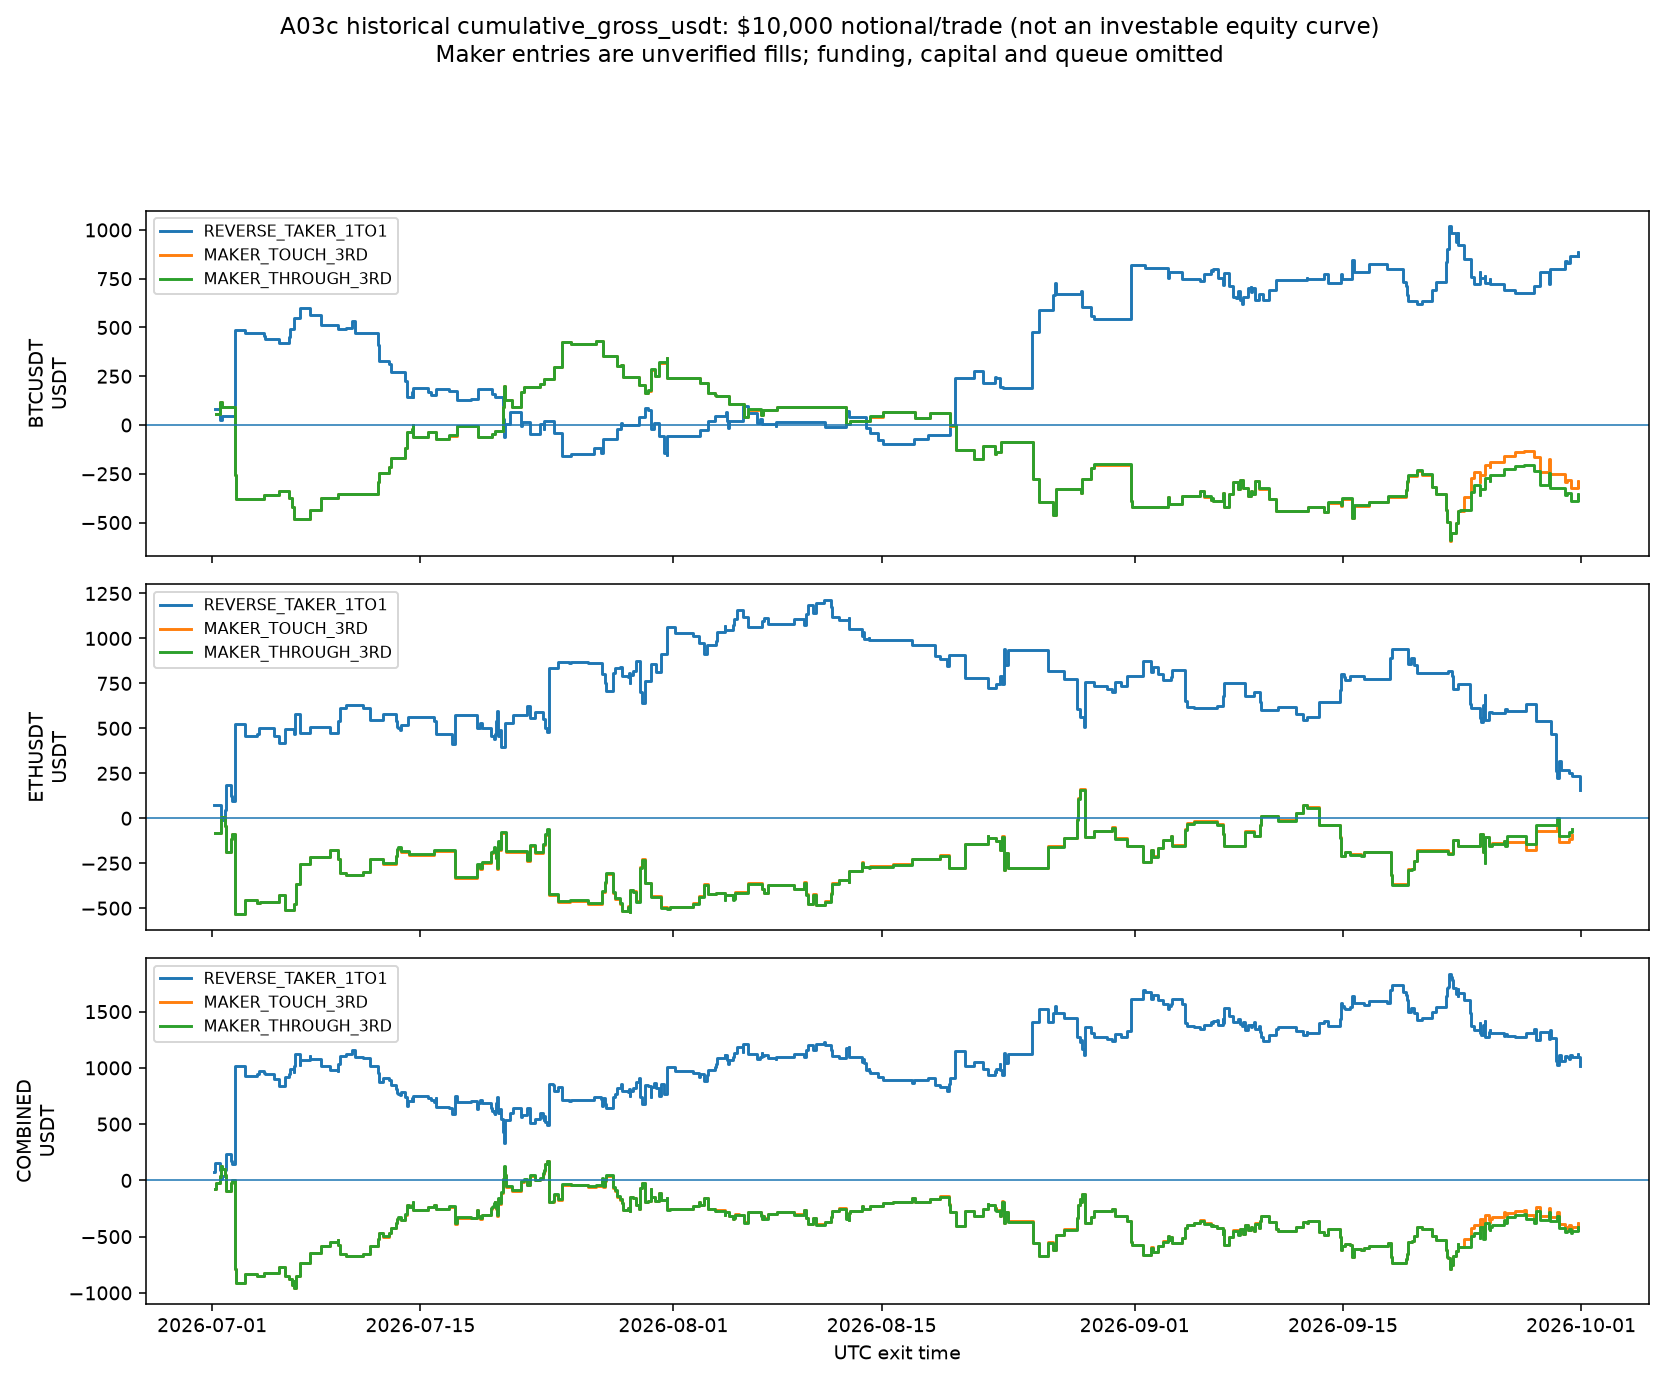 A03c historical cumulative_gross_usdt: $10,000 notional/trade (not an investable equity curve)
Maker entries are unverified fills; funding, capital and queue omitted
BTCUSDT
USDT
1000
750
500
250
0
−250
−500
REVERSE_TAKER_1TO1
MAKER_TOUCH_3RD
MAKER_THROUGH_3RD
ETHUSDT
USDT
1250
1000
750
500
250
0
−250
−500
REVERSE_TAKER_1TO1
MAKER_TOUCH_3RD
MAKER_THROUGH_3RD
COMBINED
USDT
1500
1000
500
0
−500
−1000
REVERSE_TAKER_1TO1
MAKER_TOUCH_3RD
MAKER_THROUGH_3RD
2026-07-01
2026-07-15
2026-08-01
2026-08-15
2026-09-01
2026-09-15
2026-10-01
UTC exit time